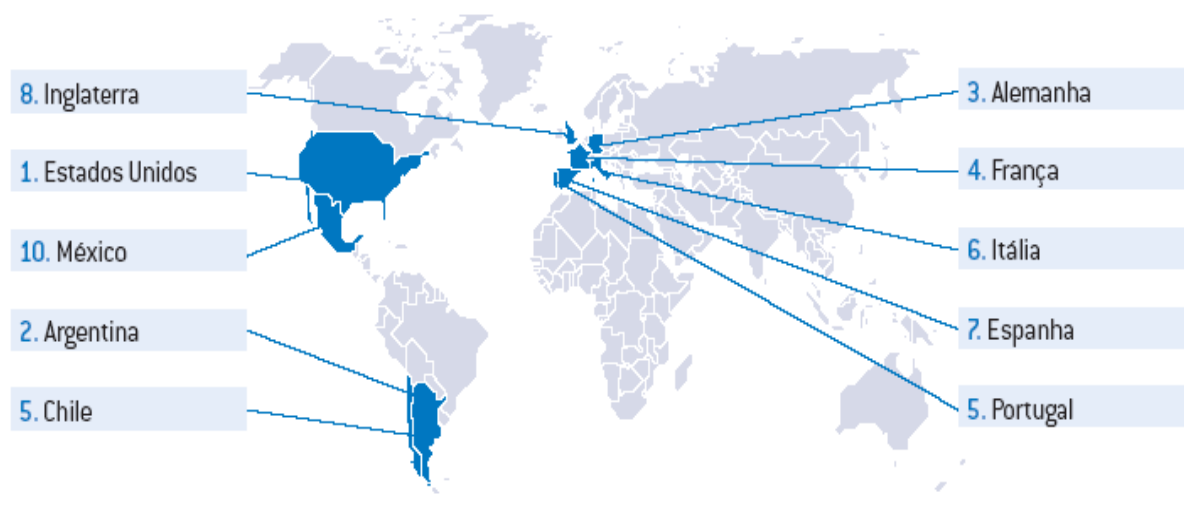 8. Inglaterra
1. Estados Unidos
10. México
2. Argentina
5. Chile
3. Alemanha
4. França
6. Itália
7. Espanha
5. Portugal